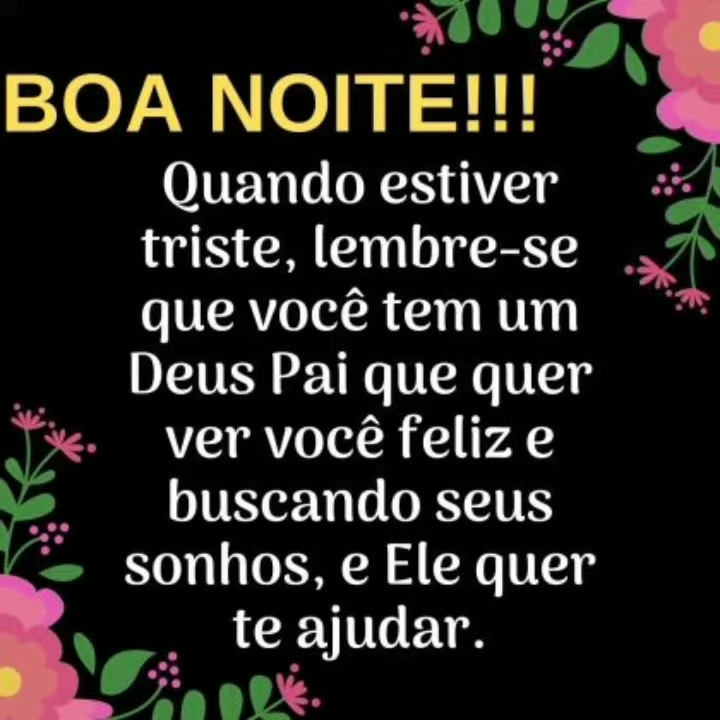 BOA NOITE!!!
Quando estiver
triste, lembre-se
que você tem um
Deus Pai que quer
ver você feliz e
buscando seus
sonhos, e Ele quer
te ajudar.